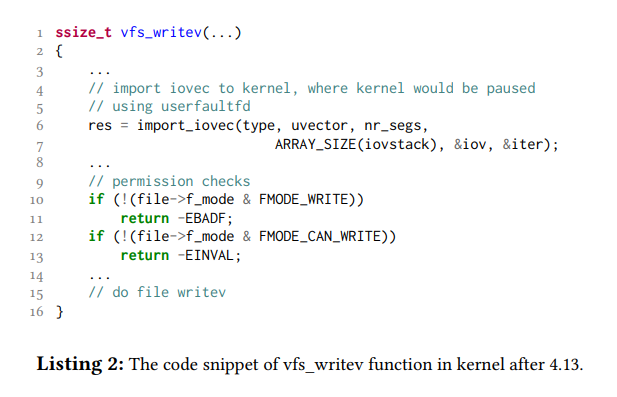 1 ssize_t vfs_writev(...)
2 {
3 ...
4 // import iovec to kernel, where kernel would be paused
5 // using userfaultfd
6 res = import_iovec(type, uvector, nr_segs,
7 ARRAY_SIZE(iovstack), &iov, &iter);
8 ...
9 // permission checks
10 if (!(file->f_mode & FMODE_WRITE))
11 return -EBADF;
12 if (!(file->f_mode & FMODE_CAN_WRITE))
13 return -EINVAL;
14 ...
15 // do file writev
16 }
Listing 2: The code snippet of vfs_writev function in kernel after 4.13.